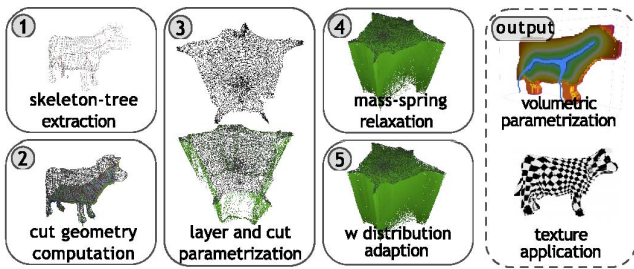 1
skeleton-tree
extraction
2
cut geometry
computation
3
layer and cut
parametrization
4
mass-spring
relaxation
5
w distribution
adaption
output
volumetric
parametrization
texture
application